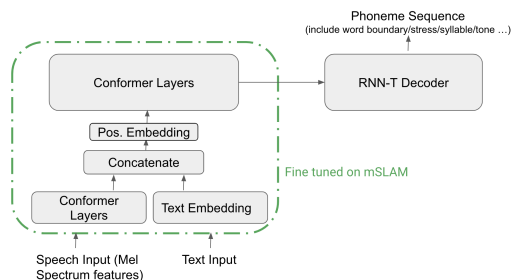 Phoneme Sequence
(include word boundary/stress/syllable/tone ...)
Conformer Layers
RNN-T Decoder
Pos. Embedding
Concatenate
Fine tuned on mSLAM
Conformer
Layers
Text Embedding
Speech Input (Mel
Spectrum features)
Text Input